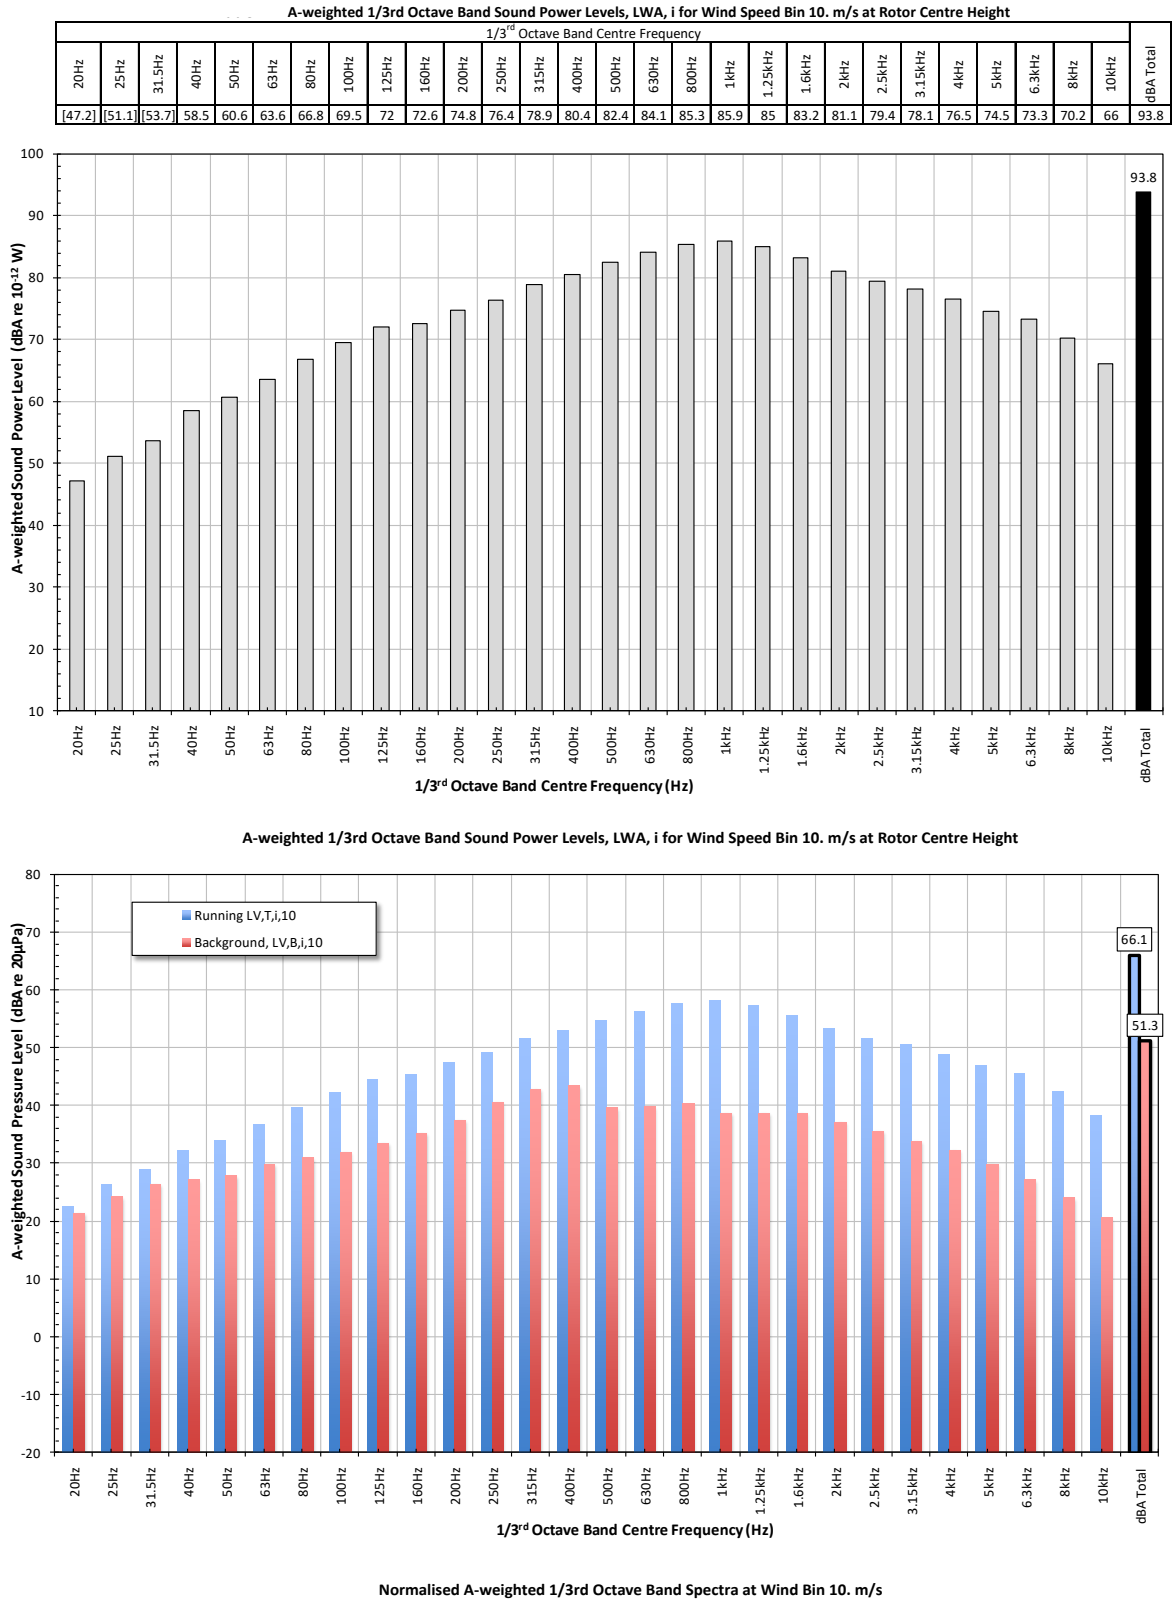 A-weighted 1/3rd Octave Band Sound Power Levels, LWA, i for Wind Speed Bin 10. m/s at Rotor Centre Height
1/3rd Octave Band Centre Frequency
20Hz 25Hz 31.5Hz 40Hz 50Hz 63Hz 80Hz 100Hz 125Hz 160Hz 200Hz 250Hz 315Hz 400Hz 500Hz 630Hz 800Hz 1kHz 1.25kHz 1.6kHz 2kHz 2.5kHz 3.15kHz 4kHz 5kHz 6.3kHz 8kHz 10kHz dBA Total
[47.2] [51.1] [53.7] 58.5 60.6 63.6 66.8 69.5 72 72.6 74.8 76.4 78.9 80.4 82.4 84.1 85.3 85.9 85 83.2 81.1 79.4 78.1 76.5 74.5 73.3 70.2 66 93.8
A-weighted Sound Power Level (dBA re 10-12 W)
100
90
80
70
60
50
40
30
20
10
93.8
20Hz 25Hz 31.5Hz 40Hz 50Hz 63Hz 80Hz 100Hz 125Hz 160Hz 200Hz 250Hz 315Hz 400Hz 500Hz 630Hz 800Hz 1kHz 1.25kHz 1.6kHz 2kHz 2.5kHz 3.15kHz 4kHz 5kHz 6.3kHz 8kHz 10kHz dBA Total
1/3rd Octave Band Centre Frequency (Hz)
A-weighted 1/3rd Octave Band Sound Power Levels, LWA, i for Wind Speed Bin 10. m/s at Rotor Centre Height
A-weighted Sound Pressure Level (dBA re 20µPa)
80
70
60
50
40
30
20
10
0
-10
-20
Running LV,T,i,10
Background, LV,B,i,10
66.1
51.3
20Hz 25Hz 31.5Hz 40Hz 50Hz 63Hz 80Hz 100Hz 125Hz 160Hz 200Hz 250Hz 315Hz 400Hz 500Hz 630Hz 800Hz 1kHz 1.25kHz 1.6kHz 2kHz 2.5kHz 3.15kHz 4kHz 5kHz 6.3kHz 8kHz 10kHz dBA Total
1/3rd Octave Band Centre Frequency (Hz)
Normalised A-weighted 1/3rd Octave Band Spectra at Wind Bin 10. m/s